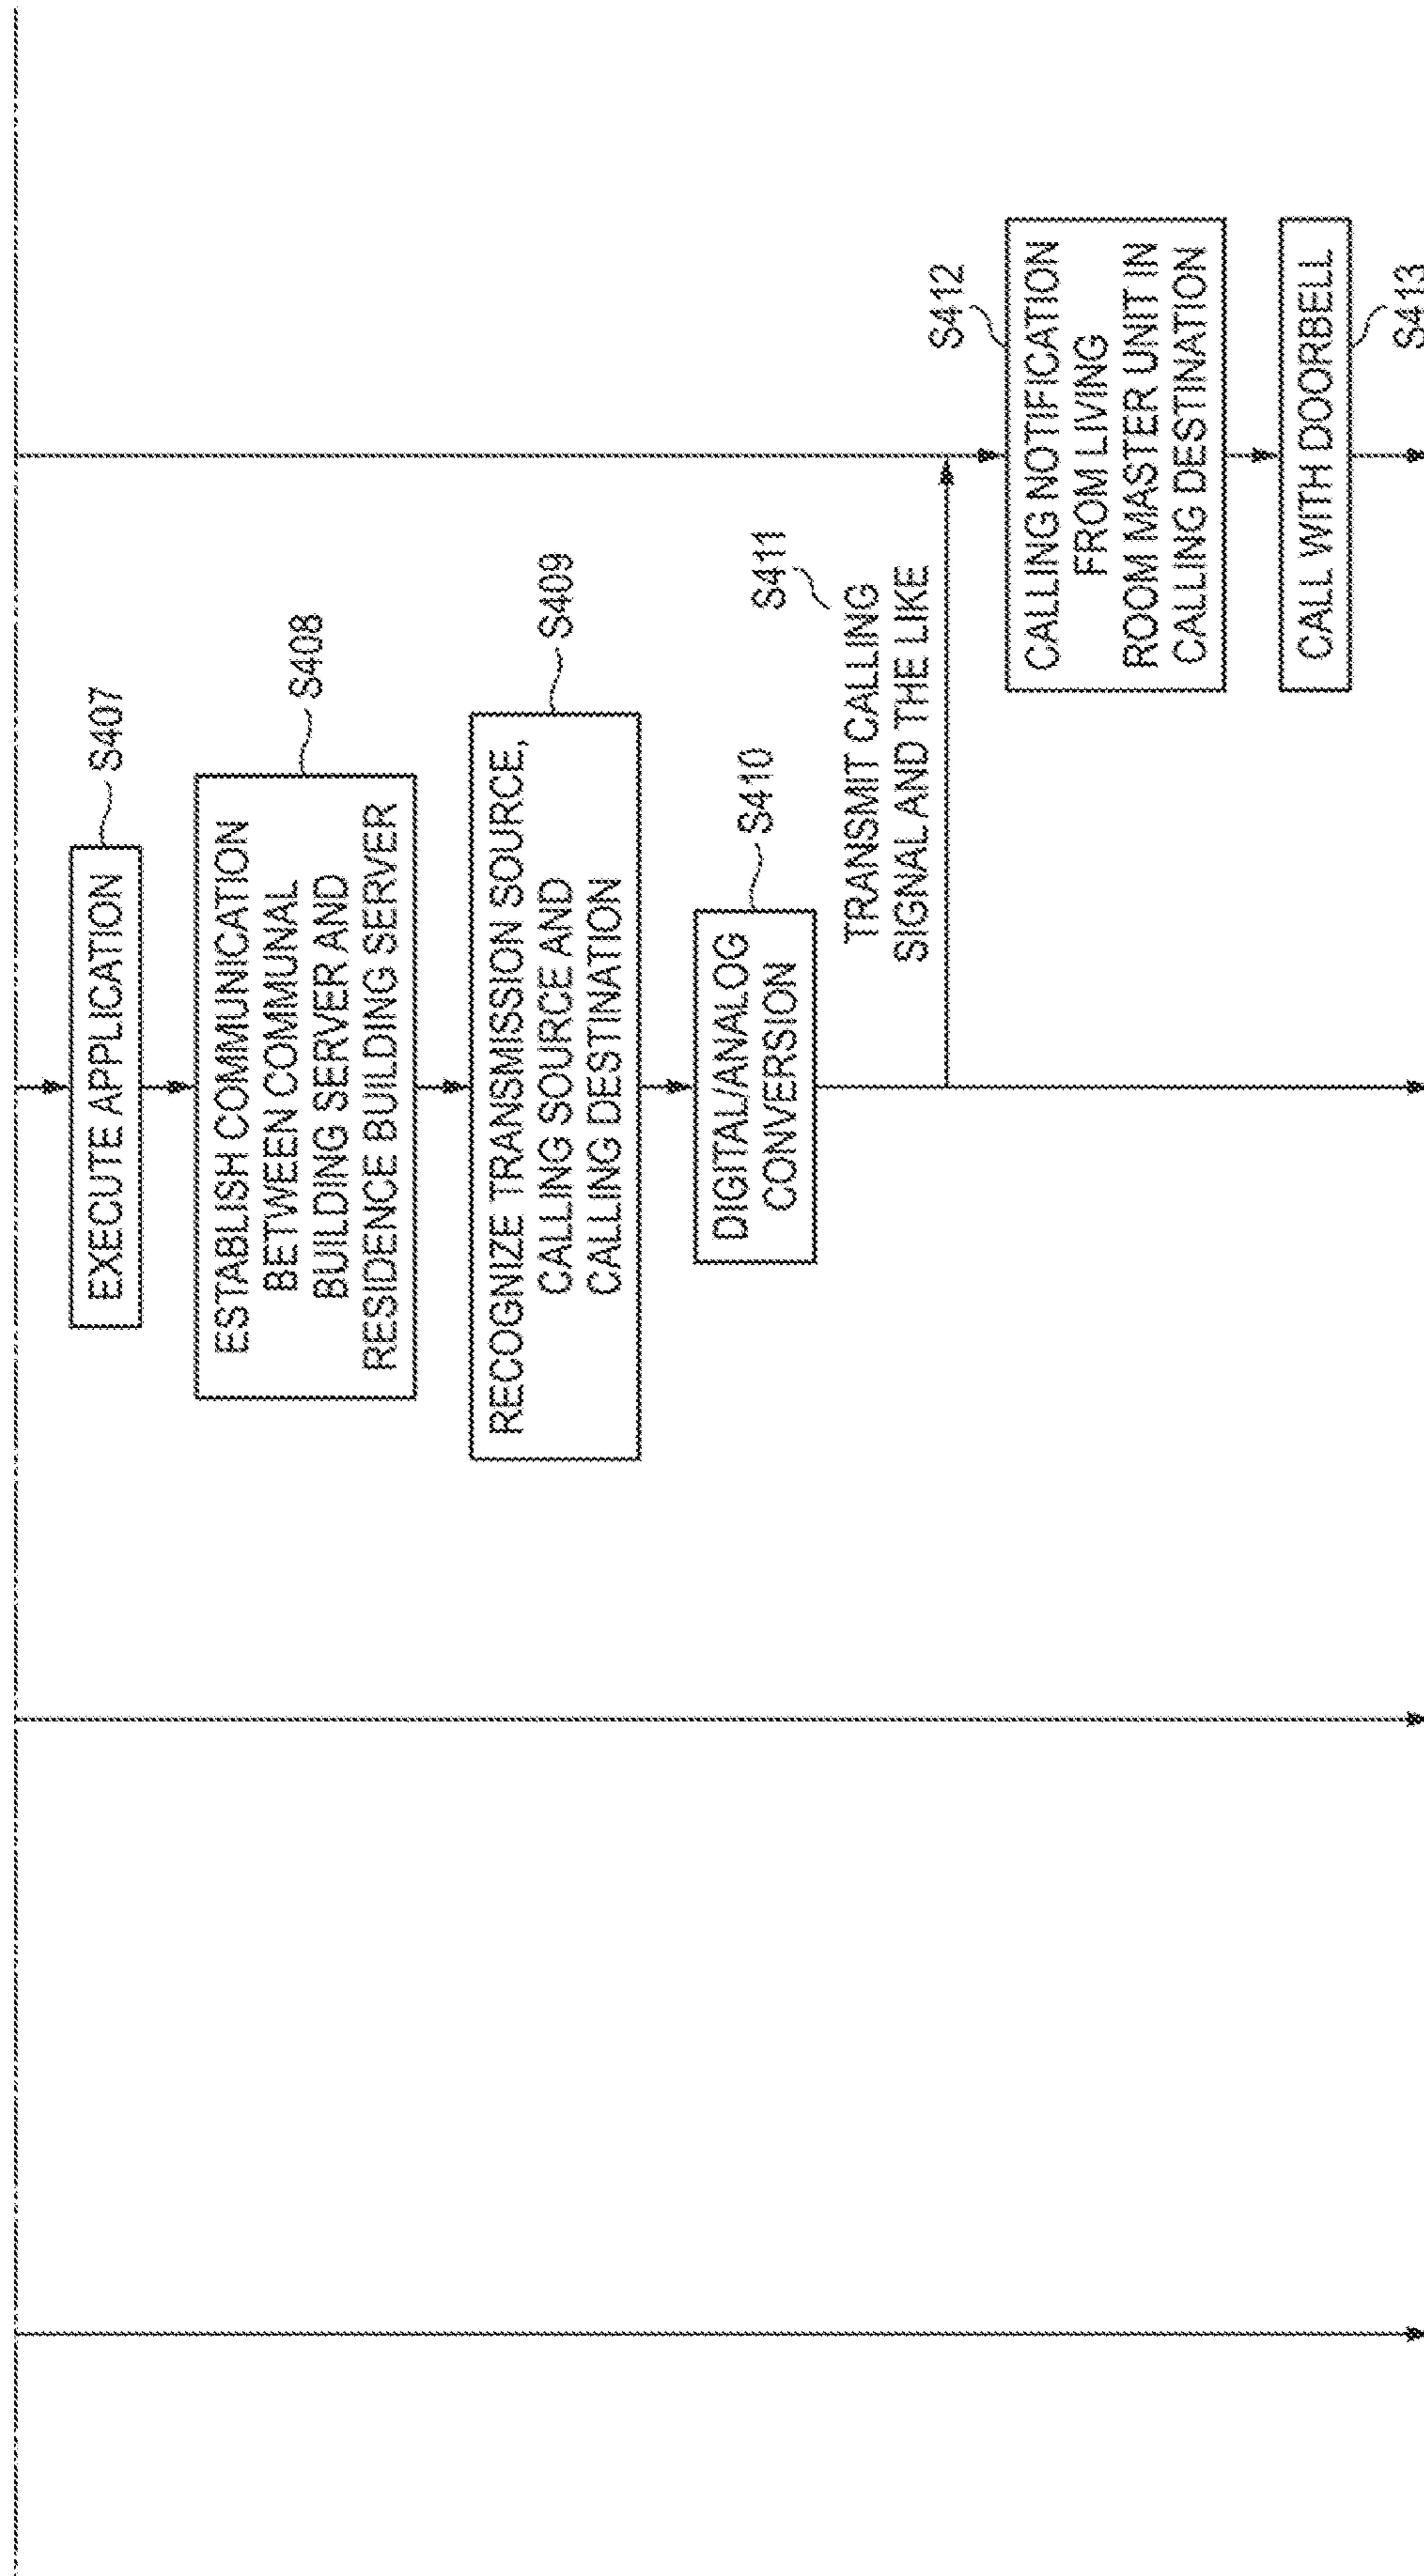 EXECUTE APPLICATION
S407
ESTABLISH COMMUNICATION
BETWEEN COMMUNAL
BUILDING SERVER AND
RESIDENCE BUILDING SERVER
S408
RECOGNIZE TRANSMISSION SOURCE,
CALLING SOURCE AND
CALLING DESTINATION
S409
DIGITAL/ANALOG
CONVERSION
S410
S411
TRANSMIT CALLING
SIGNAL AND THE LIKE
S412
CALLING NOTIFICATION
FROM LIVING
ROOM MASTER UNIT IN
CALLING DESTINATION
CALL WITH DOORBELL
S413